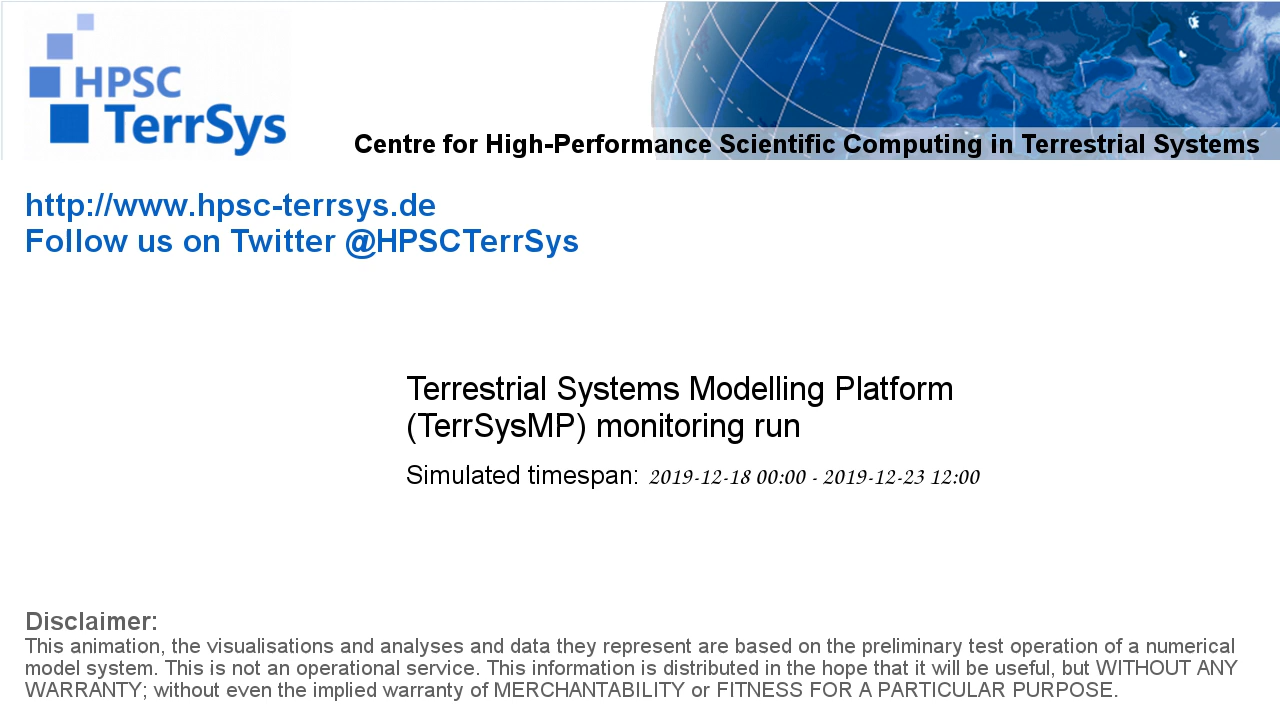 HPSC
TerrSys
Centre for High-Performance Scientific Computing in Terrestrial Systems
http://www.hpsc-terrsys.de
Follow us on Twitter @HPSCTerrSys
Terrestrial Systems Modelling Platform
(TerrSysMP) monitoring run
Simulated timespan: 2019-12-18 00:00 - 2019-12-23 12:00
Disclaimer:
This animation, the visualisations and analyses and data they represent are based on the preliminary test operation of a numerical
model system. This is not an operational service. This information is distributed in the hope that it will be useful, but WITHOUT ANY
WARRANTY; without even the implied warranty of MERCHANTABILITY or FITNESS FOR A PARTICULAR PURPOSE.